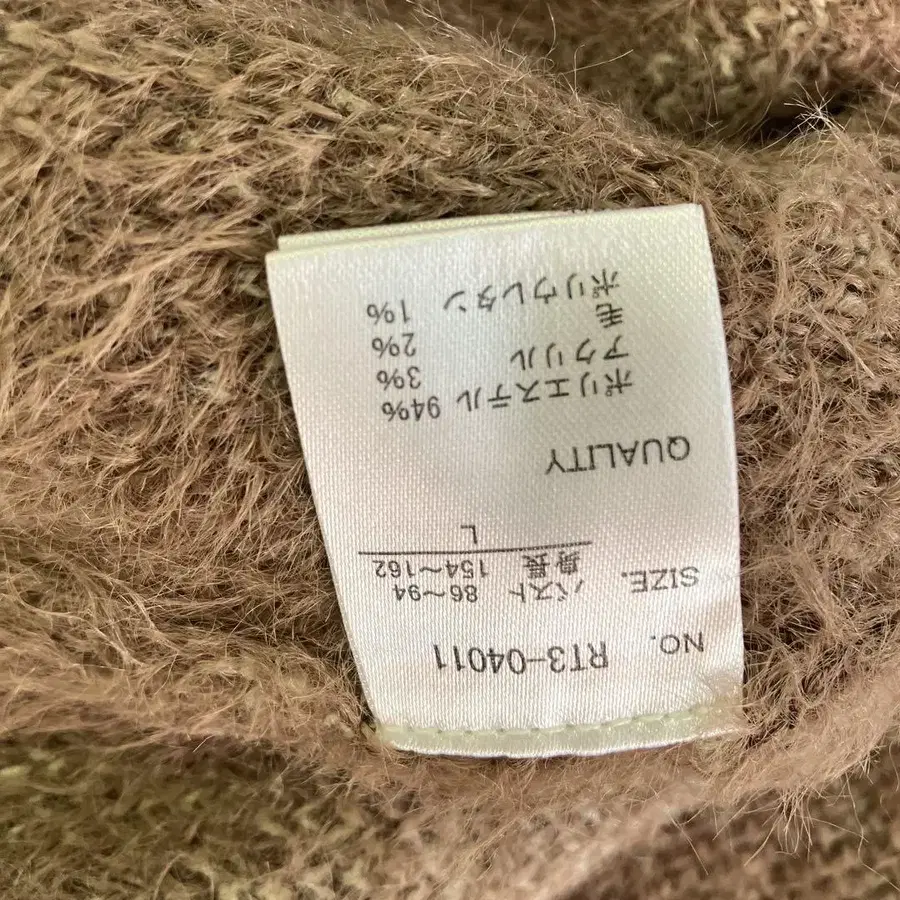 NO. RT3-04011
SIZE. バスト 86～94
身長 154～162
L
QUALITY
ポリエステル 94%
アクリル 3%
毛 2%
ポリウレタン 1%